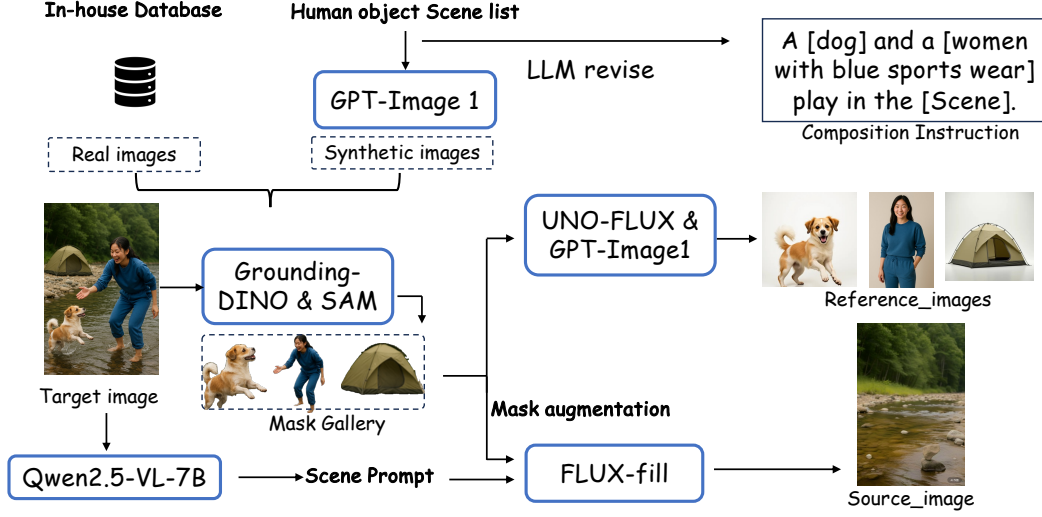 In-house Database
Human object Scene list
GPT-Image 1
LLM revise
A [dog] and a [women
with blue sports wear]
play in the [Scene].
Composition Instruction
Real images
Synthetic images
Grounding-
DINO & SAM
UNO-FLUX &
GPT-Image1
Reference_images
Target image
Mask Gallery
Mask augmentation
Qwen2.5-VL-7B
Scene Prompt
FLUX-fill
Source_image